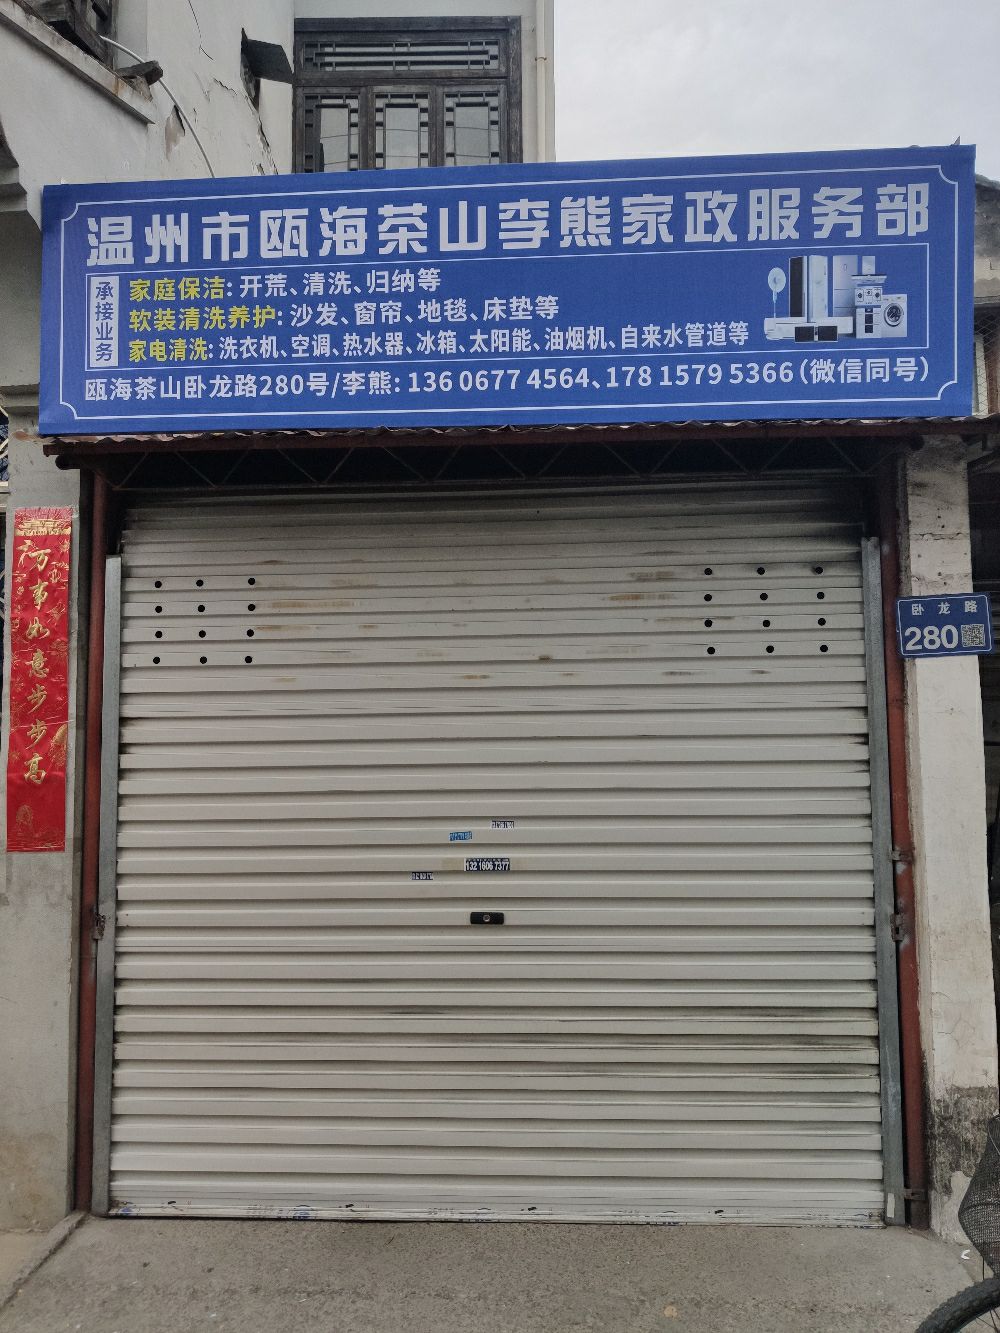 温州市瓯海茶山李熊家政服务部
承接业务
家庭保洁: 开荒、清洗、归纳等
软装清洗养护: 沙发、窗帘、地毯、床垫等
家电清洗: 洗衣机、空调、热水器、冰箱、太阳能、油烟机、自来水管道等
瓯海茶山卧龙路280号/李熊: 136 0677 4564、178 1579 5366(微信同号)
万事如意步步高
卧龙路
280
132 1606 7377